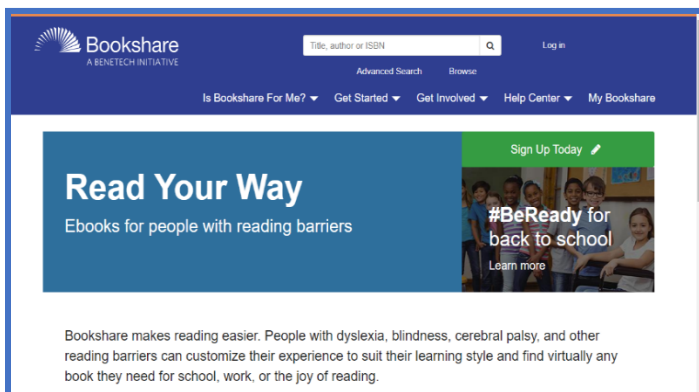 Bookshare
A BENETECH INITIATIVE
Title, author or ISBN
Log in
Advanced Search Browse
Is Bookshare For Me? Get Started Get Involved Help Center My Bookshare
Read Your Way
Ebooks for people with reading barriers
Sign Up Today
#BeReady for
back to school
Learn more
Bookshare makes reading easier. People with dyslexia, blindness, cerebral palsy, and other
reading barriers can customize their experience to suit their learning style and find virtually any
book they need for school, work, or the joy of reading.